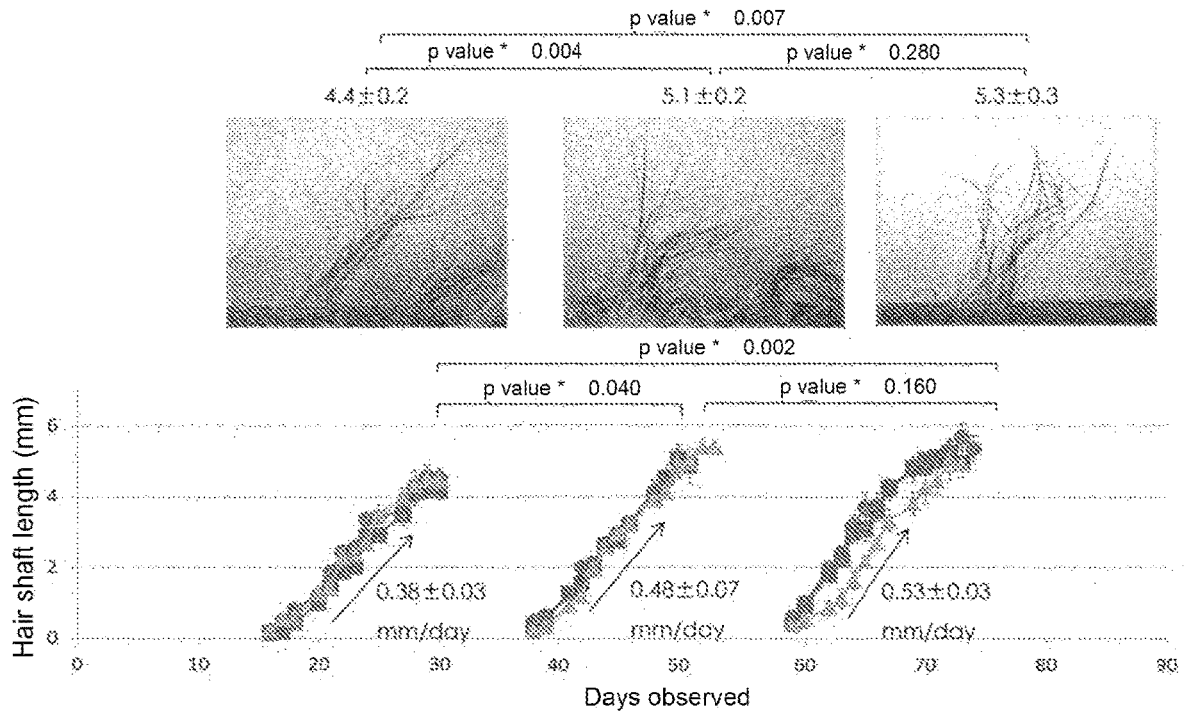 p value * 0.007
p value * 0.004 p value * 0.280
4.4±0.2 5.1±0.2 5.3±0.3
p value * 0.002
p value * 0.040 p value * 0.160
Hair shaft length (mm)
6
4
2
0
0.38±0.03 mm/day
0.48±0.07 mm/day
0.53±0.03 mm/day
0 10 20 30 40 50 60 70 80 90
Days observed